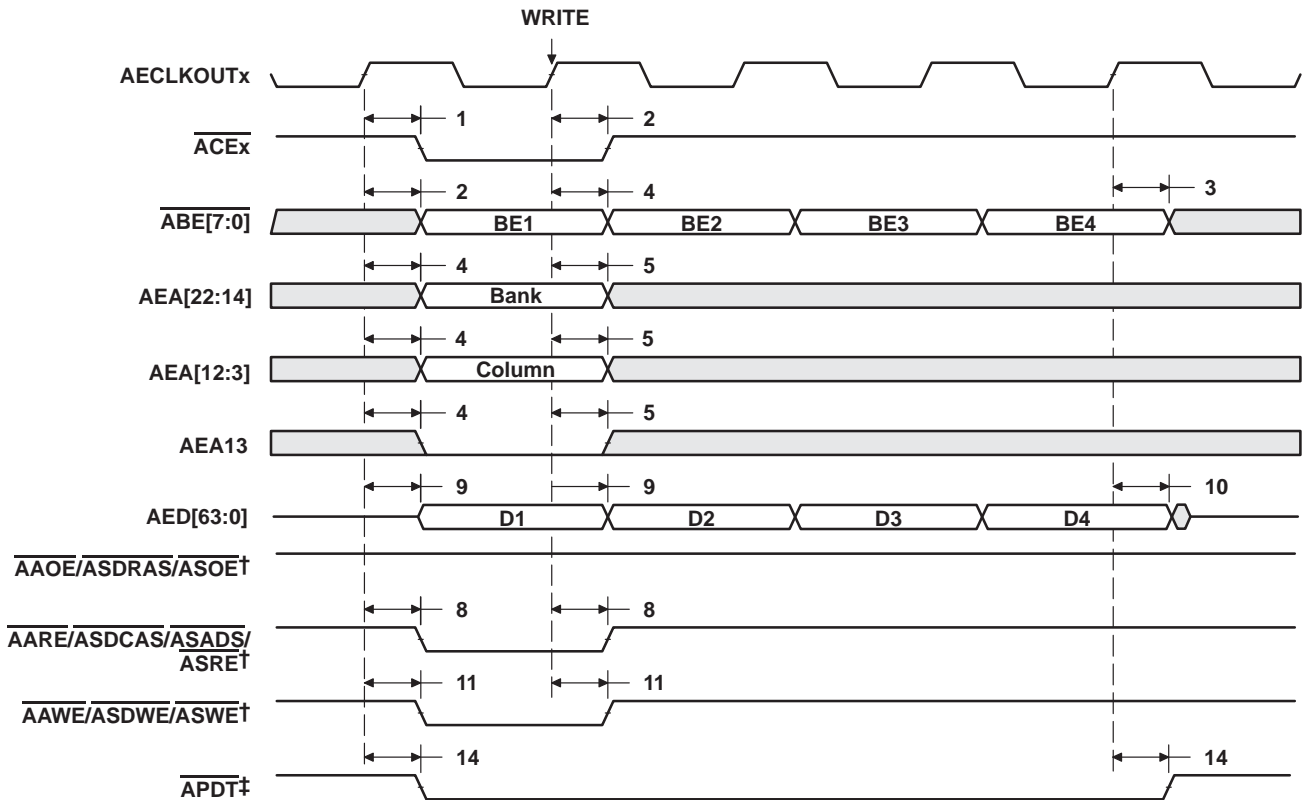 WRITE
AECLKOUTx
1 2
ACEx
2 4 3
ABE[7:0] BE1 BE2 BE3 BE4
4 5
AEA[22:14] Bank
4 5
AEA[12:3] Column
4 5
AEA13
9 9 10
AED[63:0] D1 D2 D3 D4
AAOE/ASDRAS/ASOE†
8 8
AARE/ASDCAS/ASADS/
ASRE†
11 11
AAWE/ASDWE/ASWE†
14 14
APDT‡